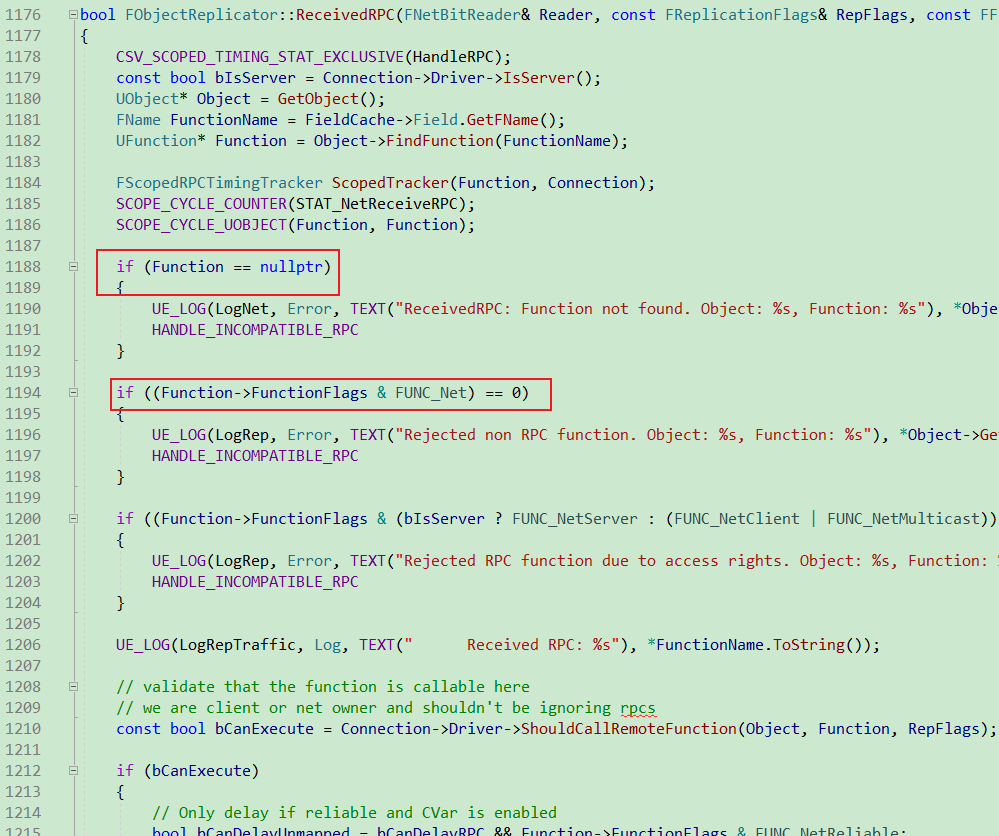 1176 bool FObjectReplicator::ReceivedRPC(FNetBitReader& Reader, const FReplicationFlags& RepFlags, const FF
1177 {
1178 CSV_SCOPED_TIMING_STAT_EXCLUSIVE(HandleRPC);
1179 const bool bIsServer = Connection->Driver->IsServer();
1180 UObject* Object = GetObject();
1181 FName FunctionName = FieldCache->Field.GetFName();
1182 UFunction* Function = Object->FindFunction(FunctionName);
1183
1184 FScopedRPCTimingTracker ScopedTracker(Function, Connection);
1185 SCOPE_CYCLE_COUNTER(STAT_NetReceiveRPC);
1186 SCOPE_CYCLE_UOBJECT(Function, Function);
1187
1188 if (Function == nullptr)
1189 {
1190 UE_LOG(LogNet, Error, TEXT("ReceivedRPC: Function not found. Object: %s, Function: %s"), *Obje
1191 HANDLE_INCOMPATIBLE_RPC
1192 }
1193
1194 if ((Function->FunctionFlags & FUNC_Net) == 0)
1195 {
1196 UE_LOG(LogRep, Error, TEXT("Rejected non RPC function. Object: %s, Function: %s"), *Object->Ge
1197 HANDLE_INCOMPATIBLE_RPC
1198 }
1199
1200 if ((Function->FunctionFlags & (bIsServer ? FUNC_NetServer : (FUNC_NetClient | FUNC_NetMulticast))
1201 {
1202 UE_LOG(LogRep, Error, TEXT("Rejected RPC function due to access rights. Object: %s, Function:
1203 HANDLE_INCOMPATIBLE_RPC
1204 }
1205
1206 UE_LOG(LogRepTraffic, Log, TEXT("      Received RPC: %s"), *FunctionName.ToString());
1207
1208 // validate that the function is callable here
1209 // we are client or net owner and shouldn't be ignoring rpcs
1210 const bool bCanExecute = Connection->Driver->ShouldCallRemoteFunction(Object, Function, RepFlags);
1211
1212 if (bCanExecute)
1213 {
1214 // Only delay if reliable and CVar is enabled
1215 bool bCanDelayUnmapped = bCanDelayRPC && Function->FunctionFlags & FUNC_NetReliable;